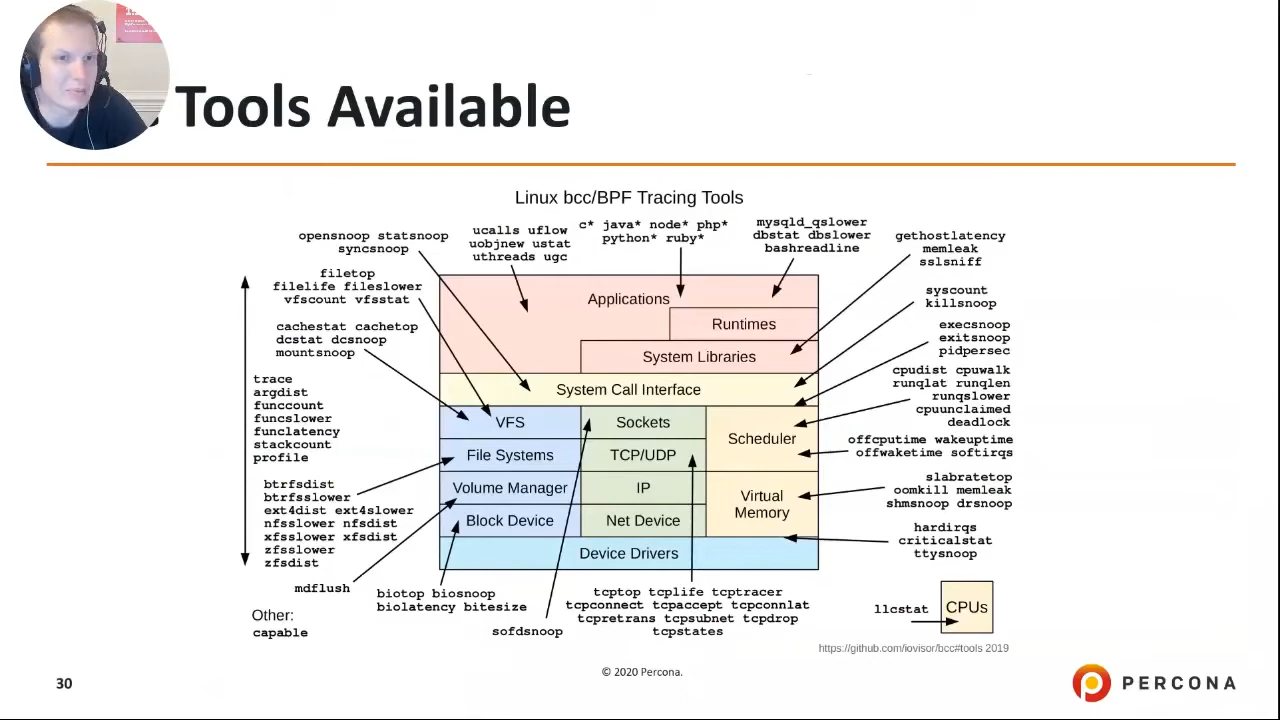 Tools Available
Linux bcc/BPF Tracing Tools
opensnoop statsnoop
syncsnoop
ucalls uflow
uobjnew ustat
uthreads ugc
c* java* node* php*
python* ruby*
mysqld_qslower
dbstat dbslower
bashreadline
gethostlatency
memleak
sslsniff
filetop
filelife fileslower
vfscount vfsstat
syscount
killsnoop
cachestat cachetop
dcstat dcsnoop
mountsnoop
execsnoop
exitsnoop
pidpersec
trace
argdist
funccount
funcslower
funclatency
stackcount
profile
cpudist cpuwalk
runqlat runqlen
runqslower
cpuunclaimed
deadlock
offcputime wakeuptime
offwaketime softirqs
Applications
Runtimes
System Libraries
System Call Interface
VFS
Sockets
Scheduler
File Systems
TCP/UDP
Volume Manager
IP
Virtual
Memory
Block Device
Net Device
Device Drivers
btrfsdist
btrfsslower
ext4dist ext4slower
nfsslower nfsdist
xfsslower xfsdist
zfsslower
zfsdist
slabratetop
oomkill memleak
shmsnoop drsnoop
hardirqs
criticalstat
ttysnoop
mdflush
biotop biosnoop
biolatency bitesize
sofdsnoop
tcptop tcplife tcptracer
tcpconnect tcpaccept tcpconnlat
tcpretrans tcpsubnet tcpdrop
tcpstates
llcstat
CPUs
Other:
capable
https://github.com/iovisor/bcc#tools 2019
© 2020 Percona.
30
PERCONA